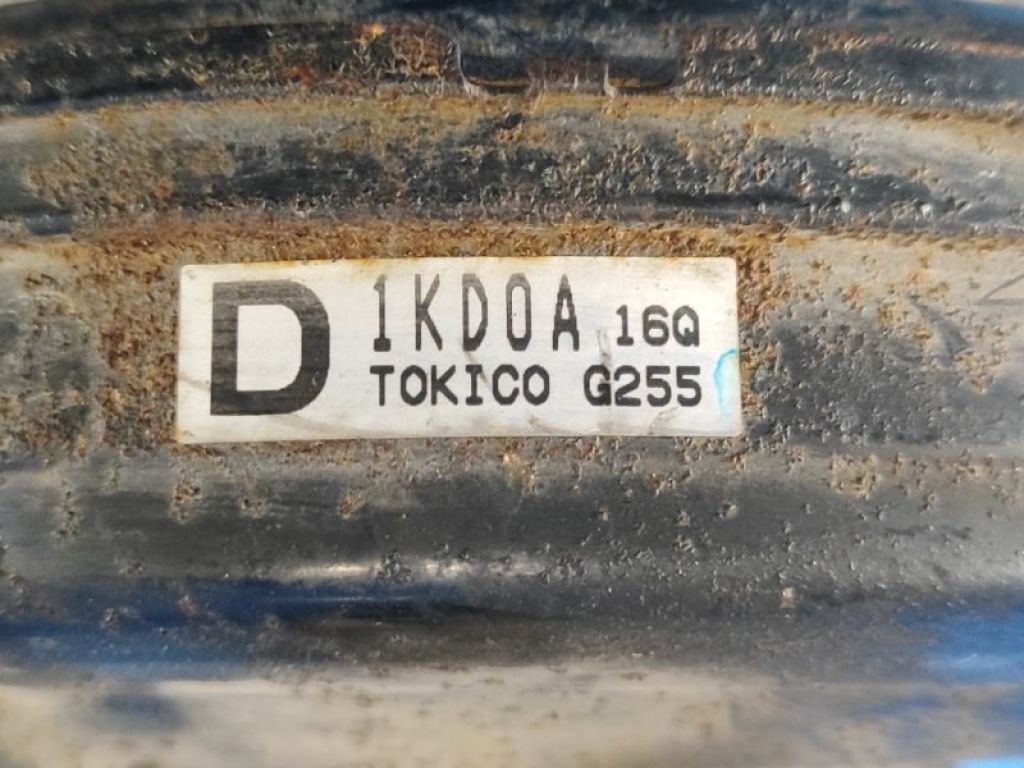 D 1KD0A 16Q
TOKICO G255